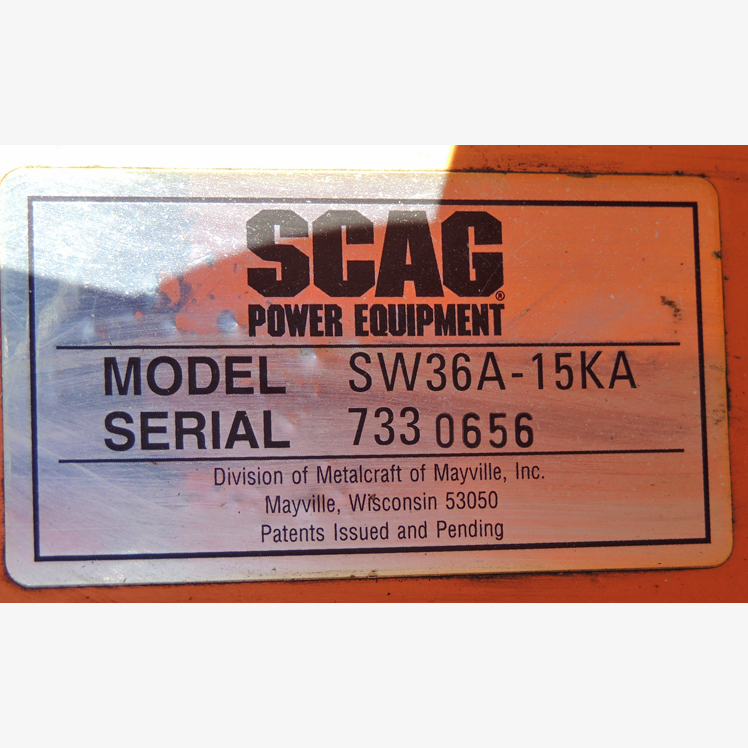 SCAG®
POWER EQUIPMENT
MODEL SW36A-15KA
SERIAL 733 0656
Division of Metalcraft of Mayville, Inc.
Mayville, Wisconsin 53050
Patents Issued and Pending